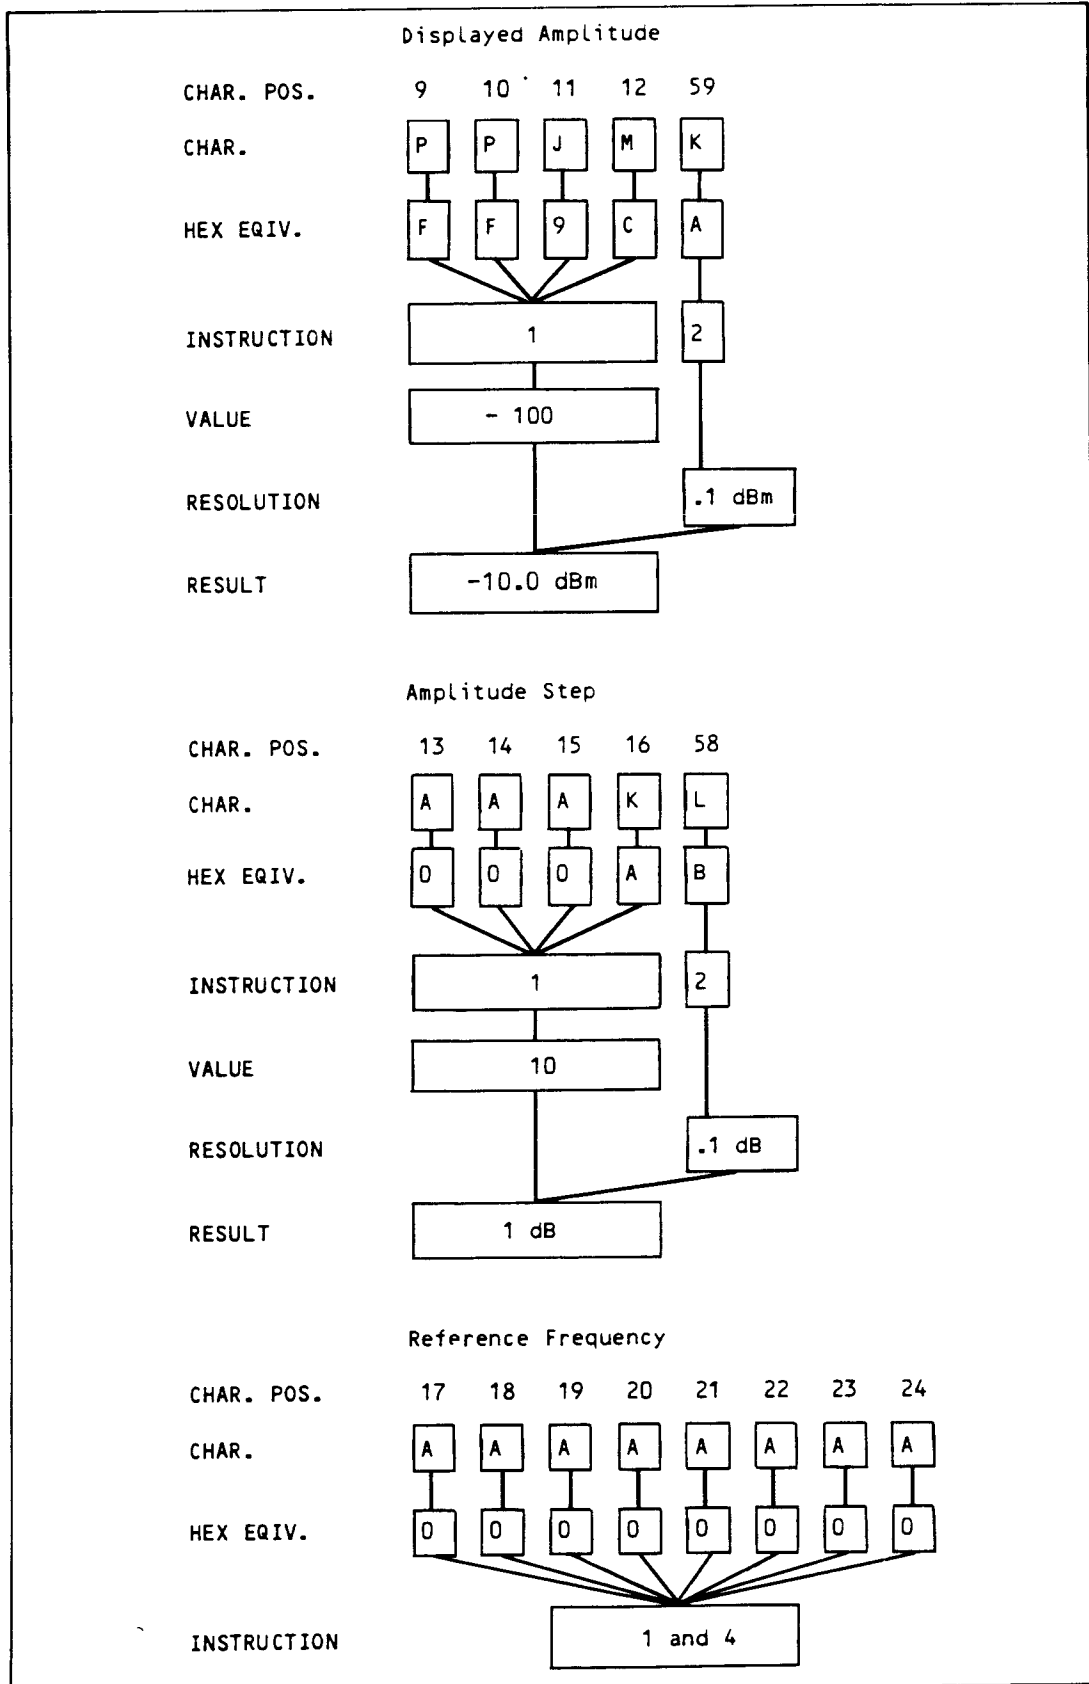 Displayed Amplitude
CHAR. POS. 9 10 11 12 59
CHAR. P P J M K
HEX EQIV. F F 9 C A
INSTRUCTION 1 2
VALUE - 100
RESOLUTION .1 dBm
RESULT -10.0 dBm
Amplitude Step
CHAR. POS. 13 14 15 16 58
CHAR. A A A K L
HEX EQIV. 0 0 0 A B
INSTRUCTION 1 2
VALUE 10
RESOLUTION .1 dB
RESULT 1 dB
Reference Frequency
CHAR. POS. 17 18 19 20 21 22 23 24
CHAR. A A A A A A A A
HEX EQIV. 0 0 0 0 0 0 0 0
INSTRUCTION 1 and 4